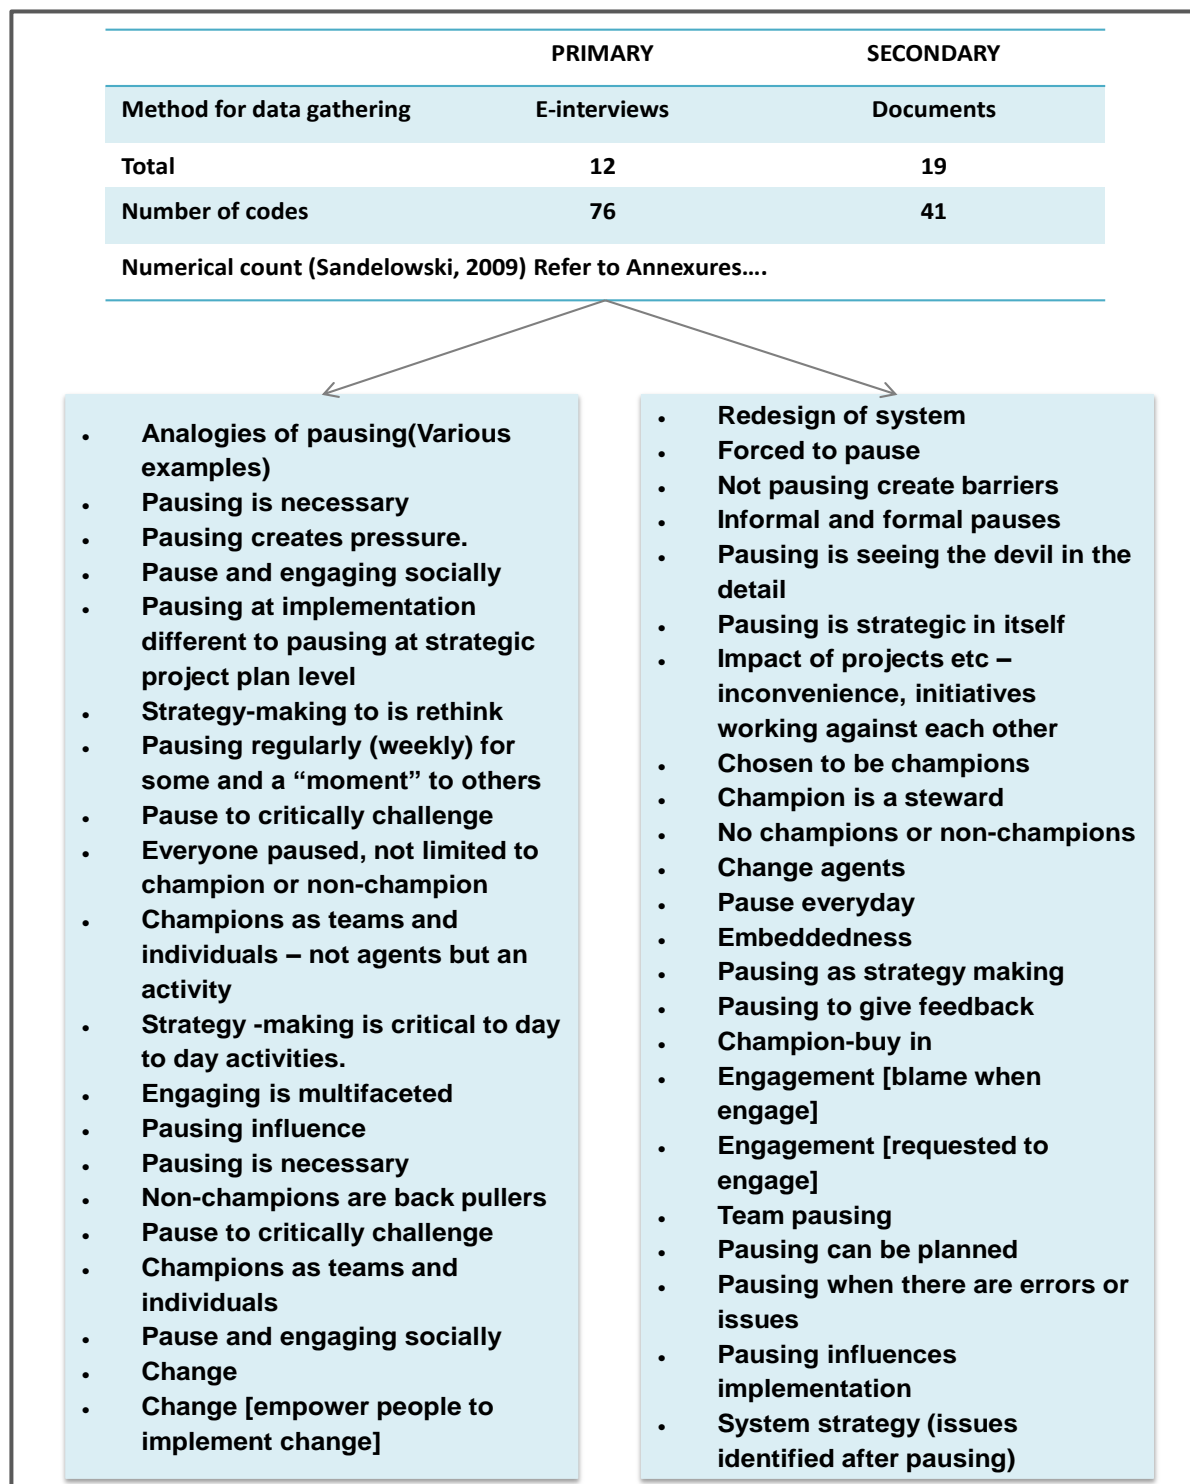 PRIMARY SECONDARY
Method for data gathering E-interviews Documents
Total 12 19
Number of codes 76 41
Numerical count (Sandelowski, 2009) Refer to Annexures….
• Analogies of pausing(Various
examples)
• Pausing is necessary
• Pausing creates pressure.
• Pause and engaging socially
• Pausing at implementation
different to pausing at strategic
project plan level
• Strategy-making to is rethink
• Pausing regularly (weekly) for
some and a “moment” to others
• Pause to critically challenge
• Everyone paused, not limited to
champion or non-champion
• Champions as teams and
individuals – not agents but an
activity
• Strategy -making is critical to day
to day activities.
• Engaging is multifaceted
• Pausing influence
• Pausing is necessary
• Non-champions are back pullers
• Pause to critically challenge
• Champions as teams and
individuals
• Pause and engaging socially
• Change
• Change [empower people to
implement change]
• Redesign of system
• Forced to pause
• Not pausing create barriers
• Informal and formal pauses
• Pausing is seeing the devil in the
detail
• Pausing is strategic in itself
• Impact of projects etc –
inconvenience, initiatives
working against each other
• Chosen to be champions
• Champion is a steward
• No champions or non-champions
• Change agents
• Pause everyday
• Embeddedness
• Pausing as strategy making
• Pausing to give feedback
• Champion-buy in
• Engagement [blame when
engage]
• Engagement [requested to
engage]
• Team pausing
• Pausing can be planned
• Pausing when there are errors or
issues
• Pausing influences
implementation
• System strategy (issues
identified after pausing)